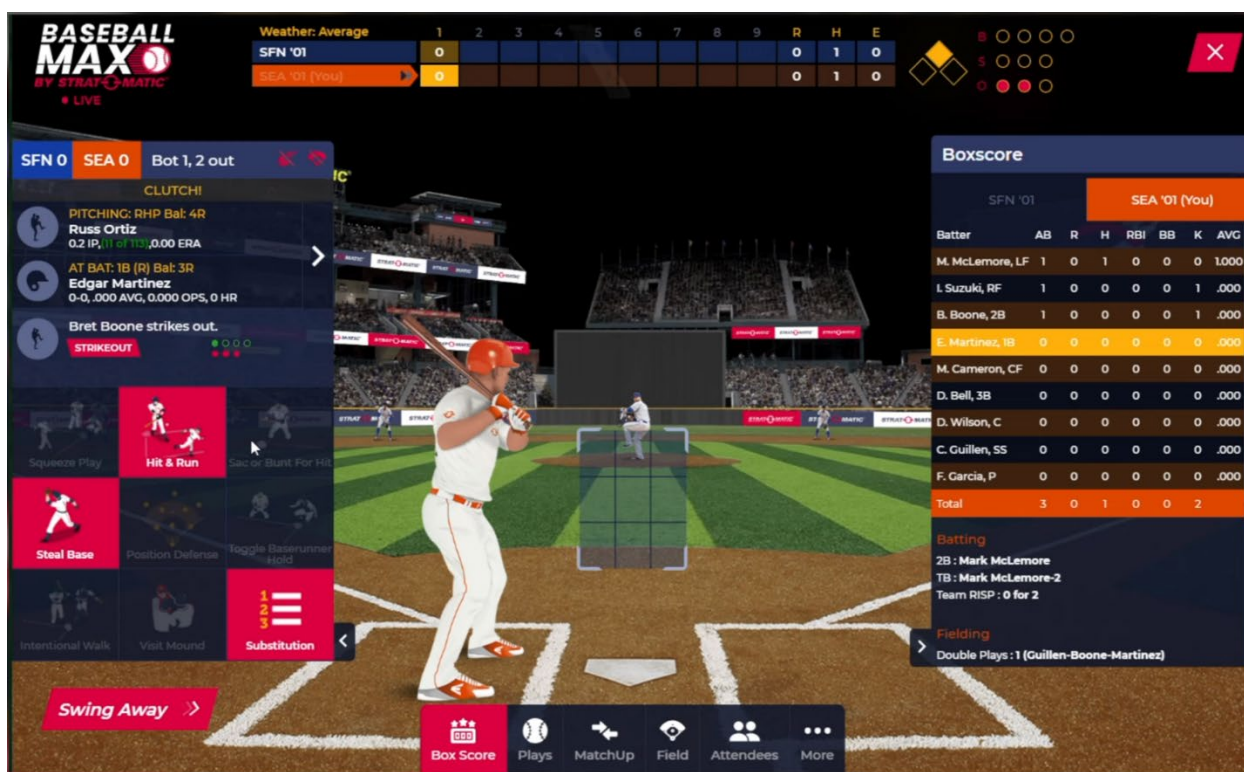 BASEBALL
MAX
BY STRAT-O-MATIC
• LIVE
Weather: Average 1 2 3 4 5 6 7 8 9 R H E
SFN '01 0 0 1 0
SEA '01 (You) 0 0 1 0
B
S
O
SFN 0 SEA 0 Bot 1, 2 out
CLUTCH!
PITCHING: RHP Bal: 4R
Russ Ortiz
0.2 IP,(11 of 113),0.00 ERA
AT BAT: 1B (R) Bal: 3R
Edgar Martinez
0-0, .000 AVG, 0.000 OPS, 0 HR
Bret Boone strikes out.
STRIKEOUT
Squeeze Play
Hit & Run
Sac or Bunt For Hit
Steal Base
Position Defense
Toggle Baserunner
Hold
Intentional Walk
Visit Mound
1
2
3
Substitution
Swing Away
Box Score
Plays
MatchUp
Field
Attendees
More
Boxscore
SFN '01 SEA '01 (You)
Batter AB R H RBI BB K AVG
M. McLemore, LF 1 0 1 0 0 0 1.000
I. Suzuki, RF 1 0 0 0 0 1 .000
B. Boone, 2B 1 0 0 0 0 1 .000
E. Martinez, 1B 0 0 0 0 0 0 .000
M. Cameron, CF 0 0 0 0 0 0 .000
D. Bell, 3B 0 0 0 0 0 0 .000
D. Wilson, C 0 0 0 0 0 0 .000
C. Guillen, SS 0 0 0 0 0 0 .000
F. Garcia, P 0 0 0 0 0 0 .000
Total 3 0 1 0 0 2
Batting
2B : Mark McLemore
TB : Mark McLemore-2
Team RISP : 0 for 2
Fielding
Double Plays : 1 (Guillen-Boone-Martinez)